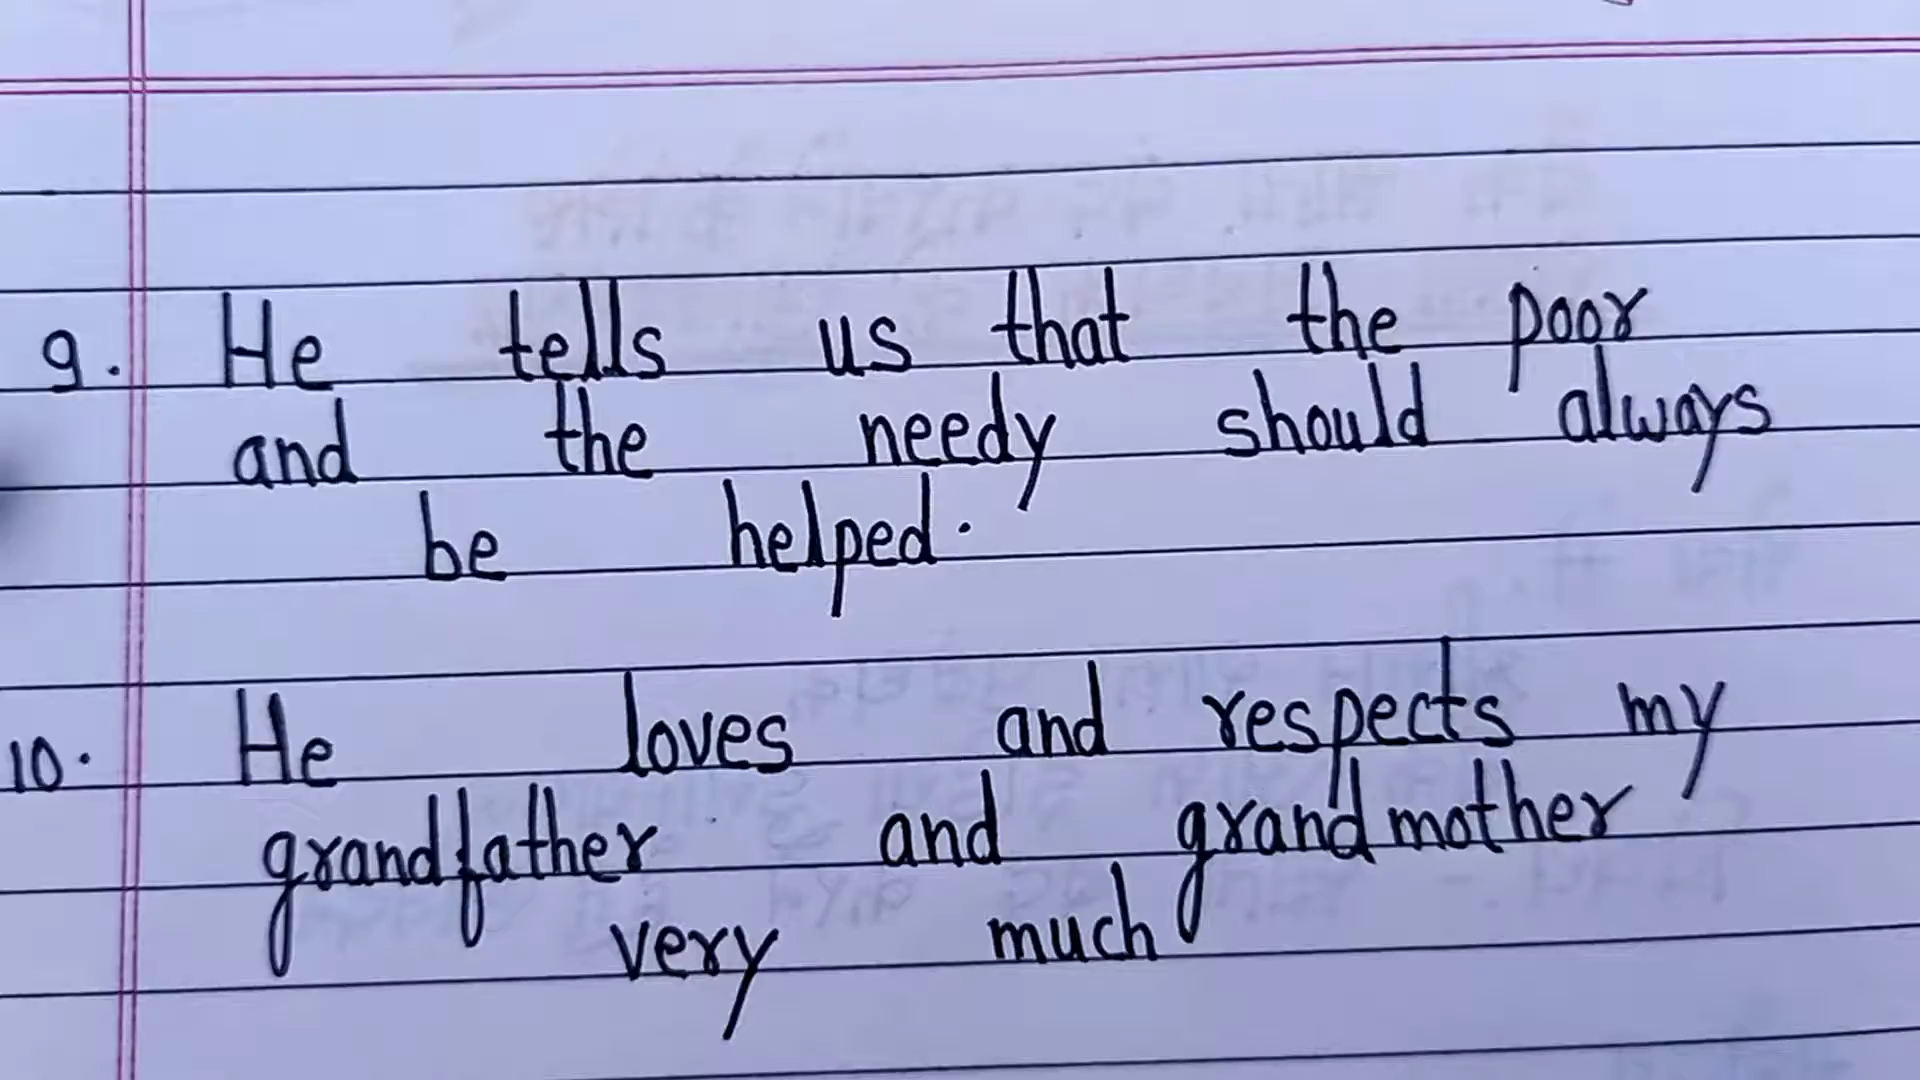 9. He tells us that the poor
and the needy should always
be helped.
10. He loves and respects my
grandfather and grandmother
very much